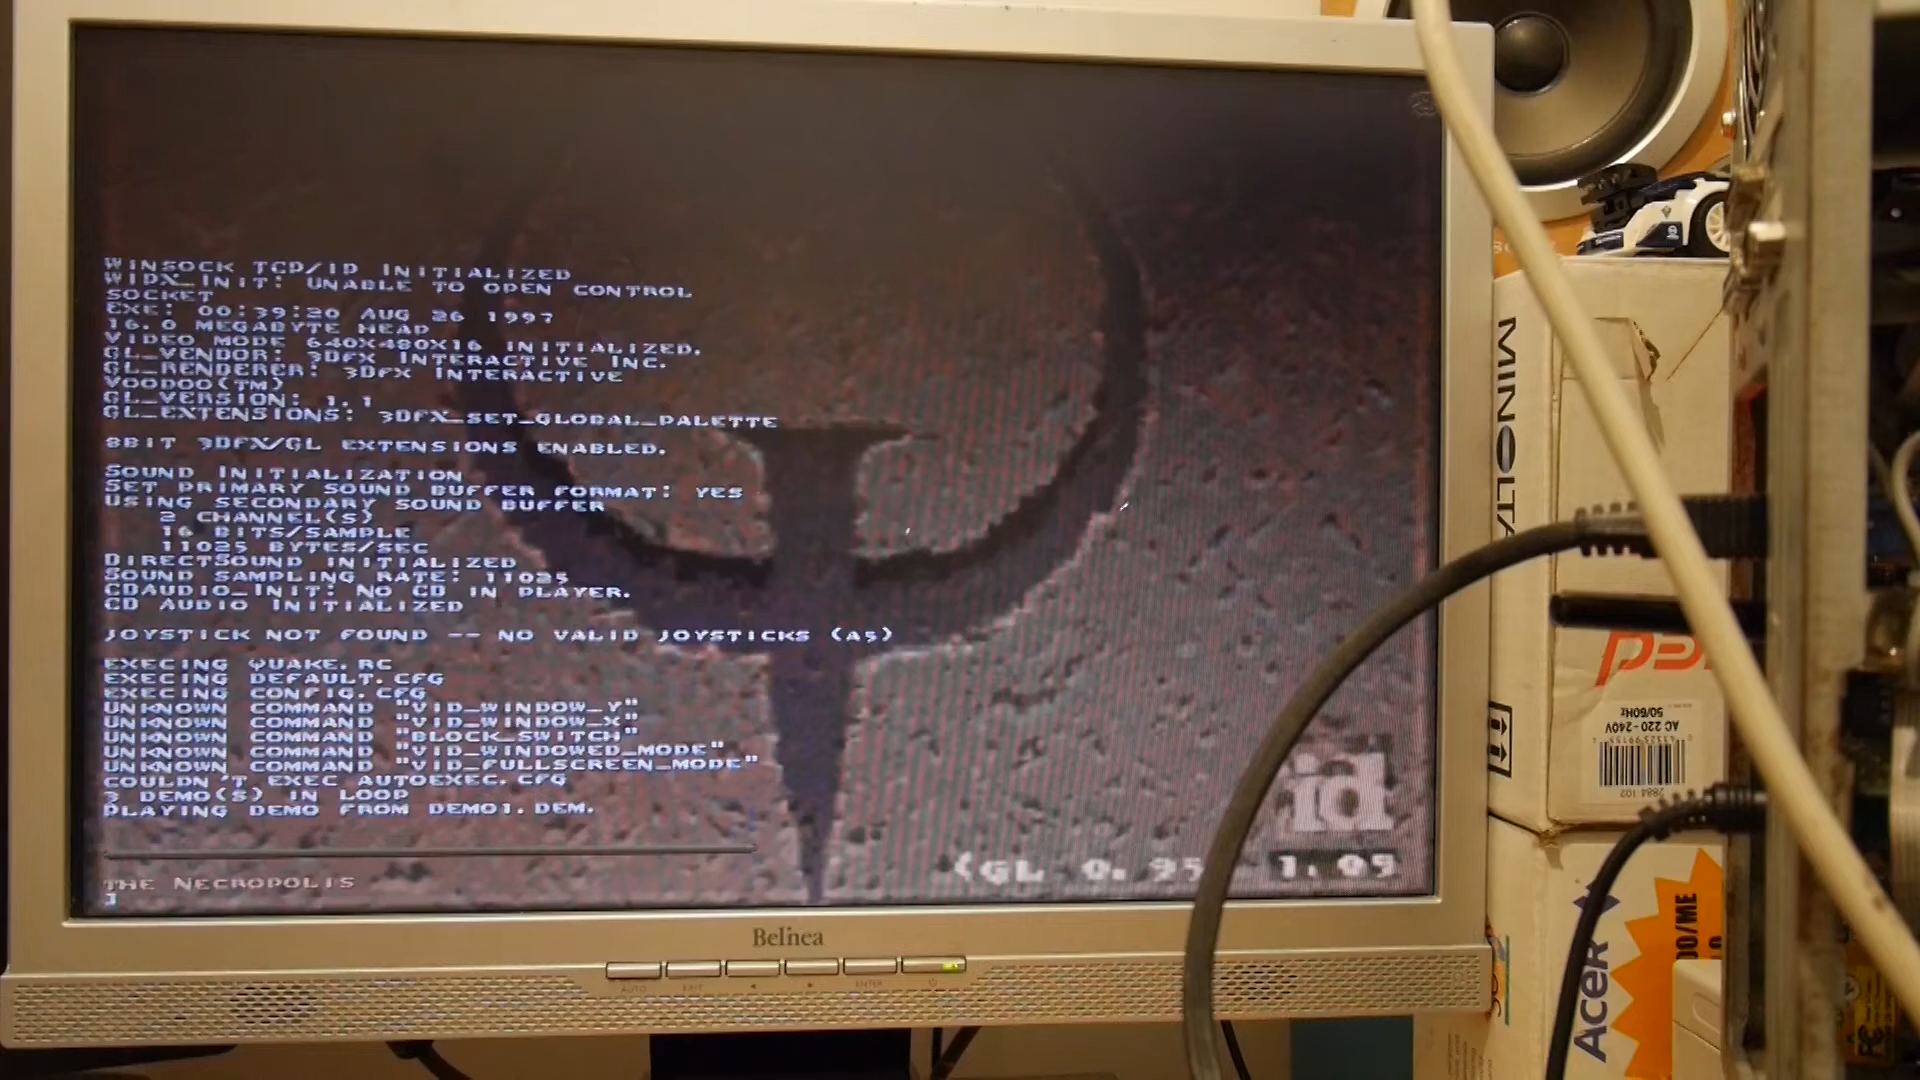 WINSOCK TCP/IP INITIALIZED
WIPX_INIT: UNABLE TO OPEN CONTROL
SOCKET
EXE: 00:39:20 AUG 26 1997
16.0 MEGABYTE HEAP
VIDEO MODE 640X480X16 INITIALIZED.
GL_VENDOR: 3DFX INTERACTIVE INC.
GL_RENDERER: 3DFX INTERACTIVE
VOODOO(TM)
GL_VERSION: 1.1
GL_EXTENSIONS: 3DFX_SET_GLOBAL_PALETTE
8BIT 3DFX/GL EXTENSIONS ENABLED.
SOUND INITIALIZATION
SET PRIMARY SOUND BUFFER FORMAT: YES
USING SECONDARY SOUND BUFFER
2 CHANNEL(S)
16 BITS/SAMPLE
11025 BYTES/SEC
DIRECTSOUND INITIALIZED
SOUND SAMPLING RATE: 11025
CDAUDIO_INIT: NO CD IN PLAYER.
CD AUDIO INITIALIZED
JOYSTICK NOT FOUND -- NO VALID JOYSTICKS (A5)
EXECING QUAKE.RC
EXECING DEFAULT.CFG
EXECING CONFIG.CFG
UNKNOWN COMMAND "VID_WINDOW_Y"
UNKNOWN COMMAND "VID_WINDOW_X"
UNKNOWN COMMAND "BLOCK_SWITCH"
UNKNOWN COMMAND "VID_WINDOWED_MODE"
UNKNOWN COMMAND "VID_FULLSCREEN_MODE"
COULDN'T EXEC AUTOEXEC.CFG
3 DEMO(S) IN LOOP
PLAYING DEMO FROM DEMO1.DEM.
THE NECROPOLIS
]
id
(GL 0.95 1.09
Belinea
AUTO EXIT ENTER
MINOLTA
AC 220-240V
50/60Hz
2884 102
Acer
00/ME